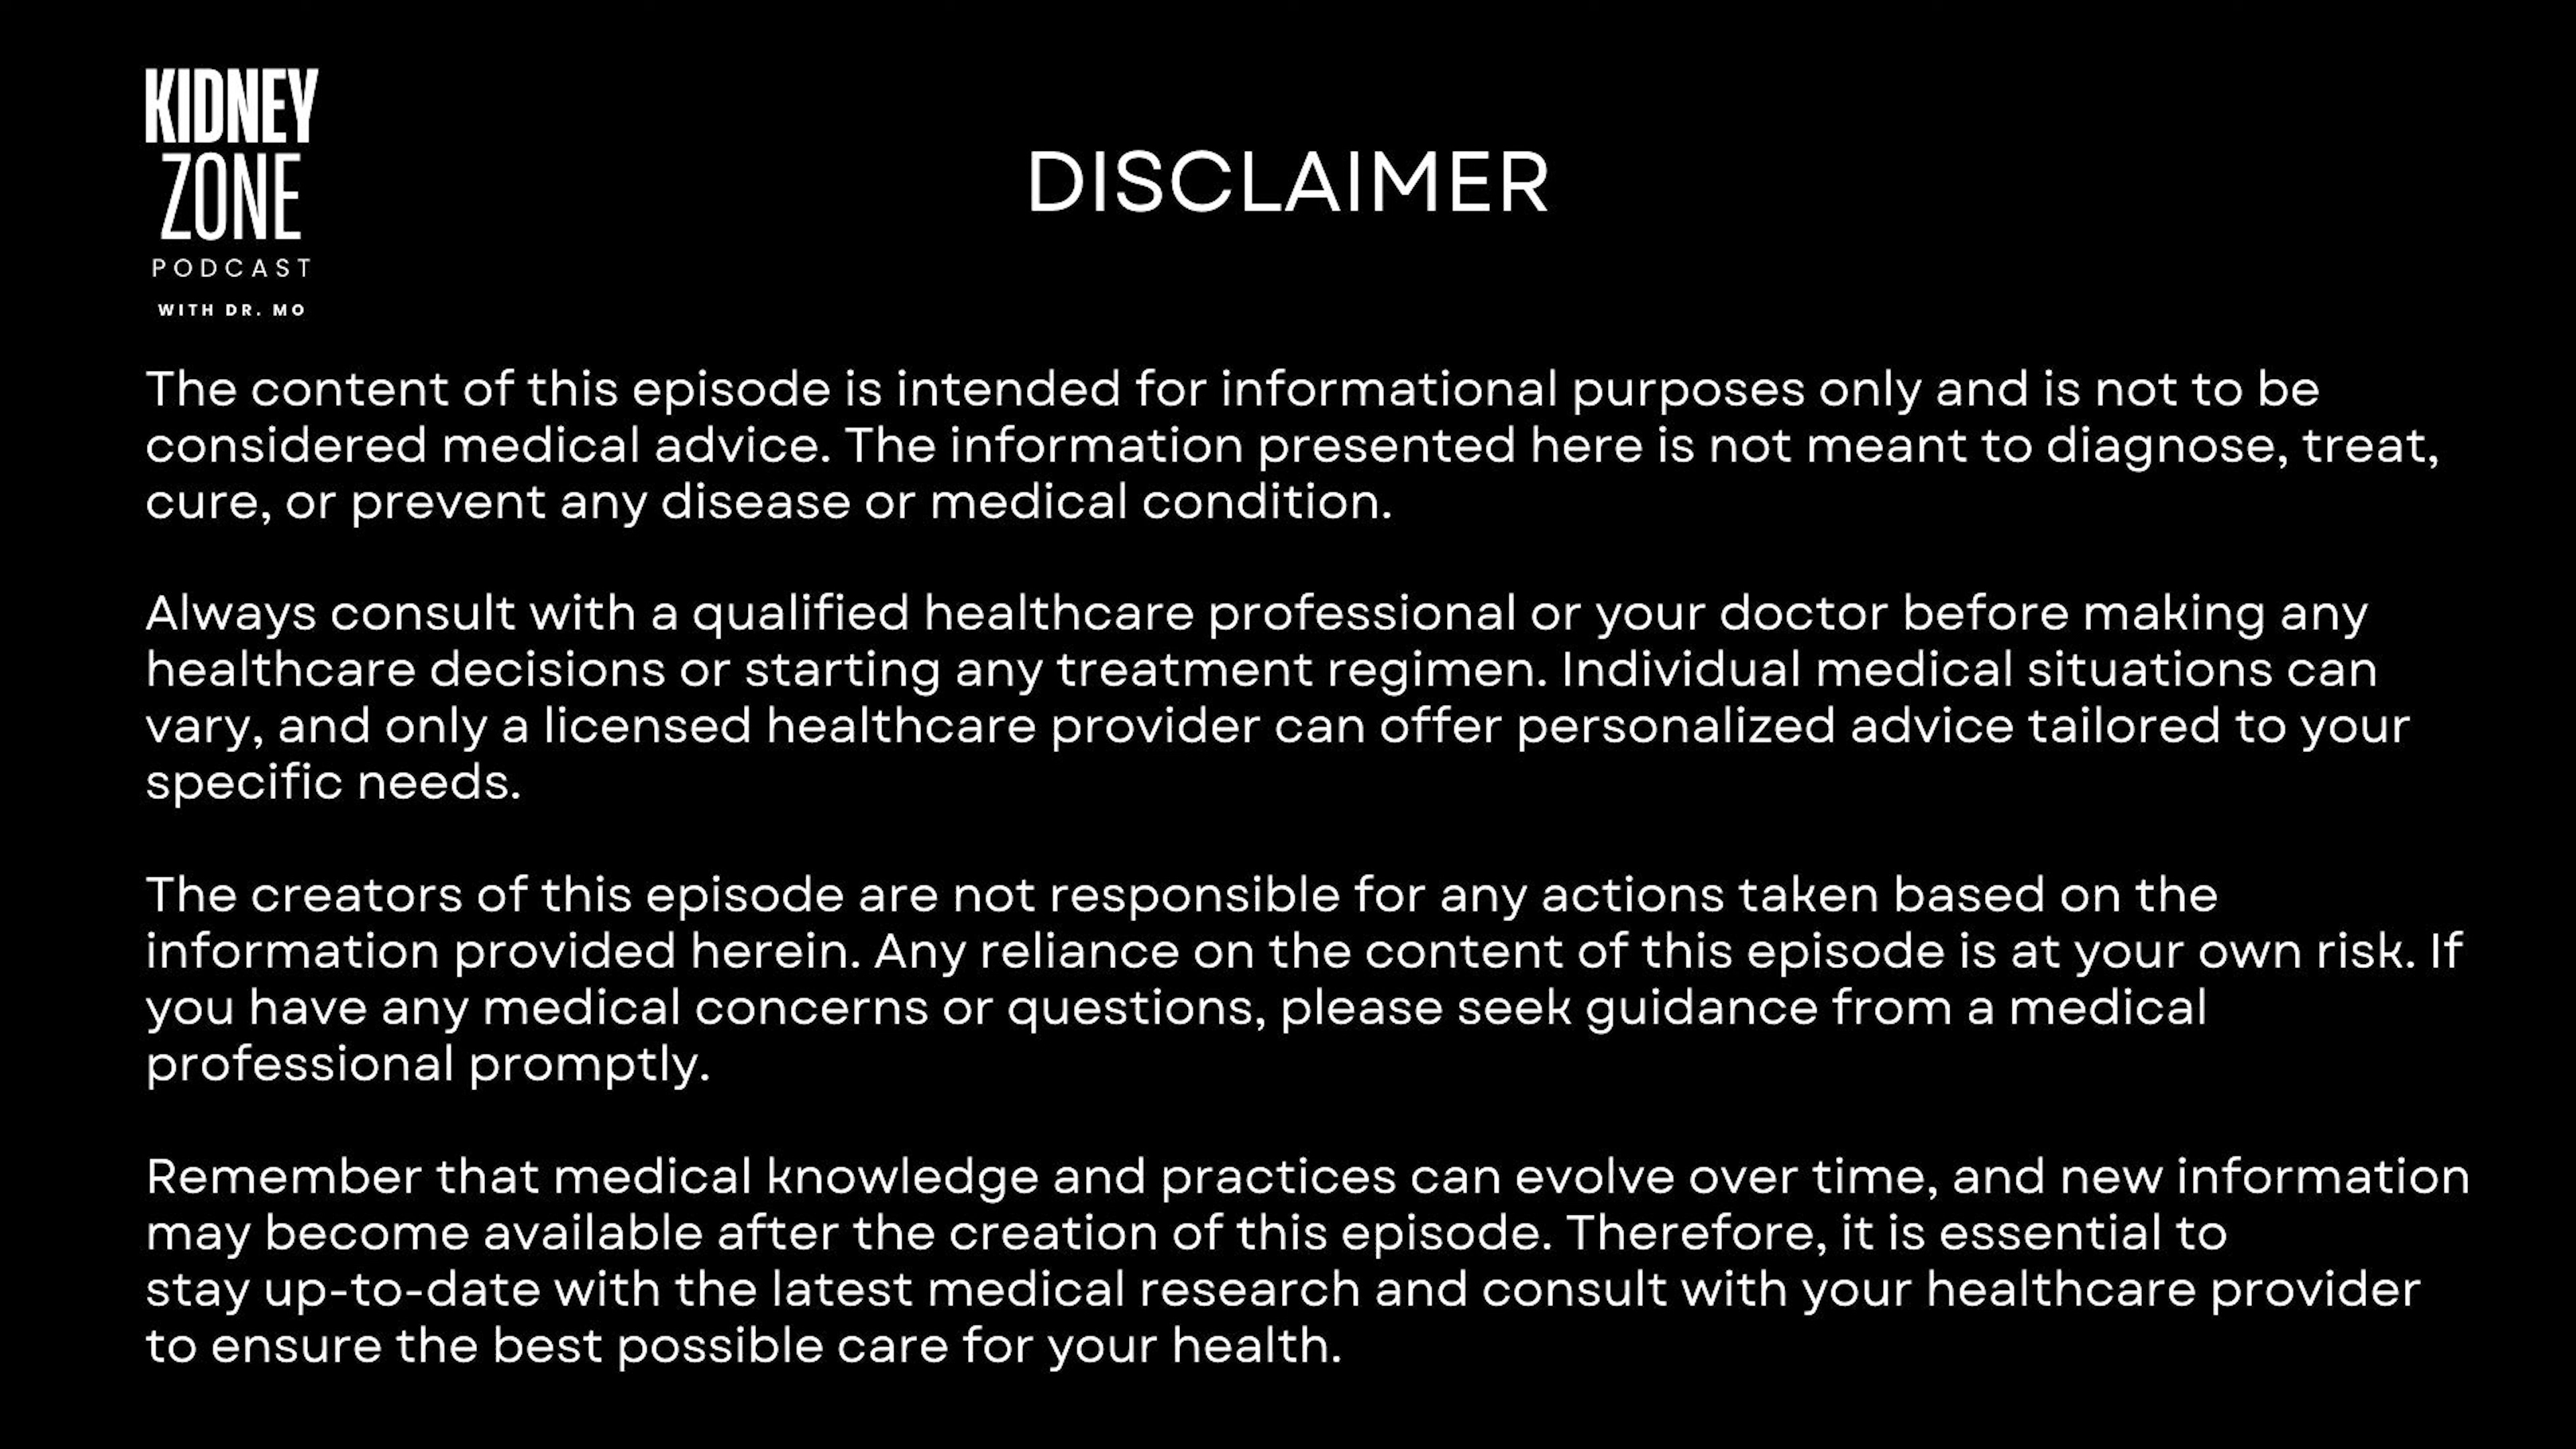 KIDNEY
ZONE
PODCAST
WITH DR. MO
DISCLAIMER
The content of this episode is intended for informational purposes only and is not to be
considered medical advice. The information presented here is not meant to diagnose, treat,
cure, or prevent any disease or medical condition.
Always consult with a qualified healthcare professional or your doctor before making any
healthcare decisions or starting any treatment regimen. Individual medical situations can
vary, and only a licensed healthcare provider can offer personalized advice tailored to your
specific needs.
The creators of this episode are not responsible for any actions taken based on the
information provided herein. Any reliance on the content of this episode is at your own risk. If
you have any medical concerns or questions, please seek guidance from a medical
professional promptly.
Remember that medical knowledge and practices can evolve over time, and new information
may become available after the creation of this episode. Therefore, it is essential to
stay up-to-date with the latest medical research and consult with your healthcare provider
to ensure the best possible care for your health.